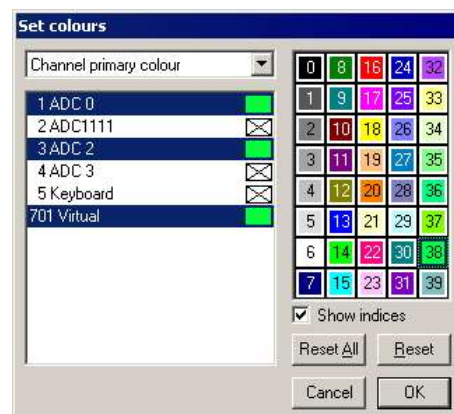 Set colours
Channel primary colour
1 ADC 0
2 ADC1111
3 ADC 2
4 ADC 3
5 Keyboard
701 Virtual
0 8 16 24 32
1 9 17 25 33
2 10 18 26 34
3 11 19 27 35
4 12 20 28 36
5 13 21 29 37
6 14 22 30 38
7 15 23 31 39
Show indices
Reset All Reset
Cancel OK